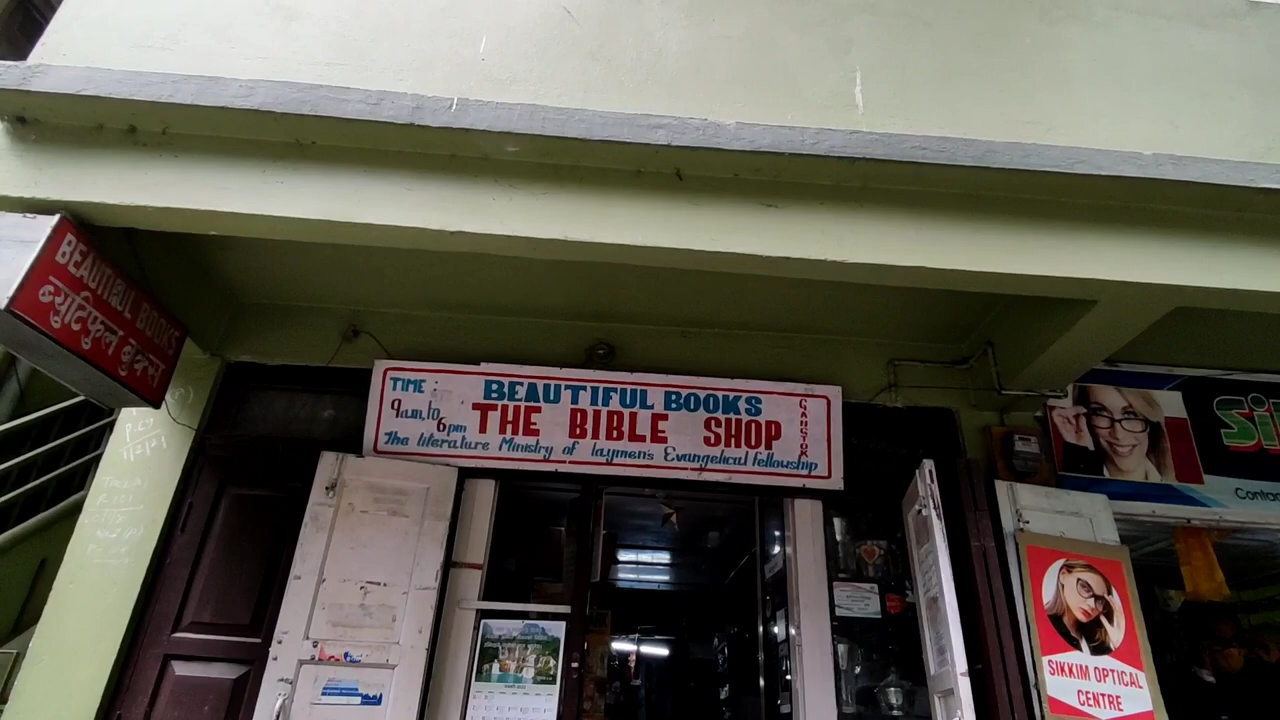 BEAUTIFUL BOOKS
ब्युटिफुल बुक्स
TIME :
9am, to
6pm
BEAUTIFUL BOOKS
THE BIBLE SHOP
GANGTOK
The literature Ministry of laymen's Evangelical fellowship
SIKKIM OPTICAL
CENTRE